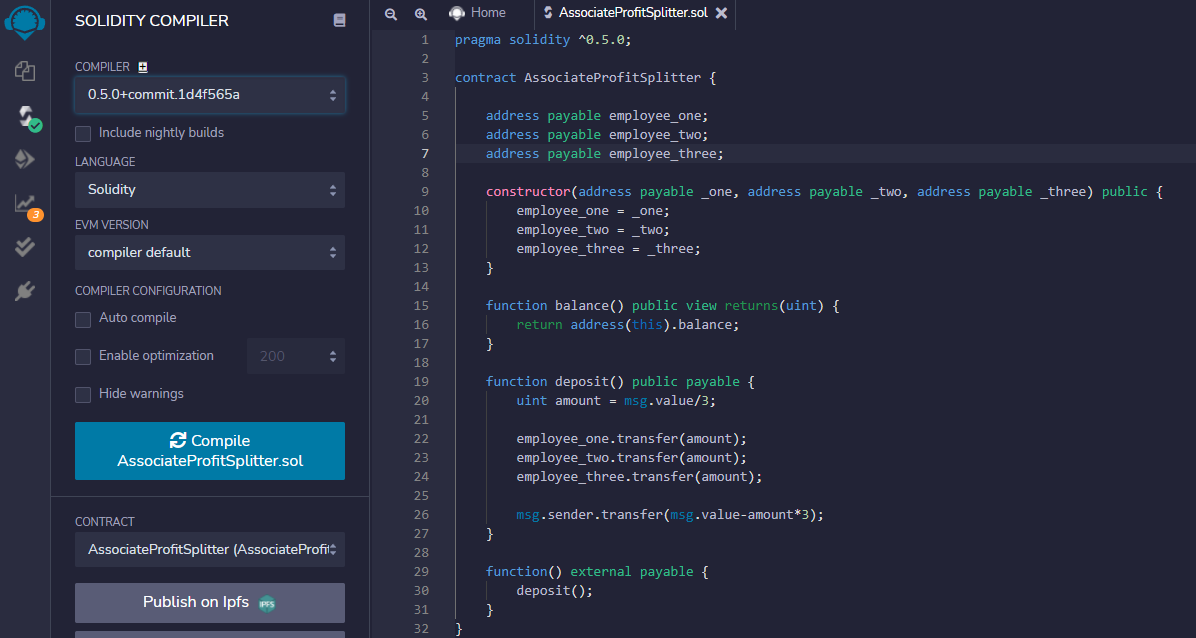 SOLIDITY COMPILER
COMPILER
0.5.0+commit.1d4f565a
Include nightly builds
LANGUAGE
Solidity
EVM VERSION
compiler default
COMPILER CONFIGURATION
Auto compile
Enable optimization 200
Hide warnings
Compile
AssociateProfitSplitter.sol
CONTRACT
AssociateProfitSplitter (AssociateProfit
Publish on Ipfs IPFS
3
Home AssociateProfitSplitter.sol
1 pragma solidity ^0.5.0;
2
3 contract AssociateProfitSplitter {
4
5 address payable employee_one;
6 address payable employee_two;
7 address payable employee_three;
8
9 constructor(address payable _one, address payable _two, address payable _three) public {
10 employee_one = _one;
11 employee_two = _two;
12 employee_three = _three;
13 }
14
15 function balance() public view returns(uint) {
16 return address(this).balance;
17 }
18
19 function deposit() public payable {
20 uint amount = msg.value/3;
21
22 employee_one.transfer(amount);
23 employee_two.transfer(amount);
24 employee_three.transfer(amount);
25
26 msg.sender.transfer(msg.value-amount*3);
27 }
28
29 function() external payable {
30 deposit();
31 }
32 }